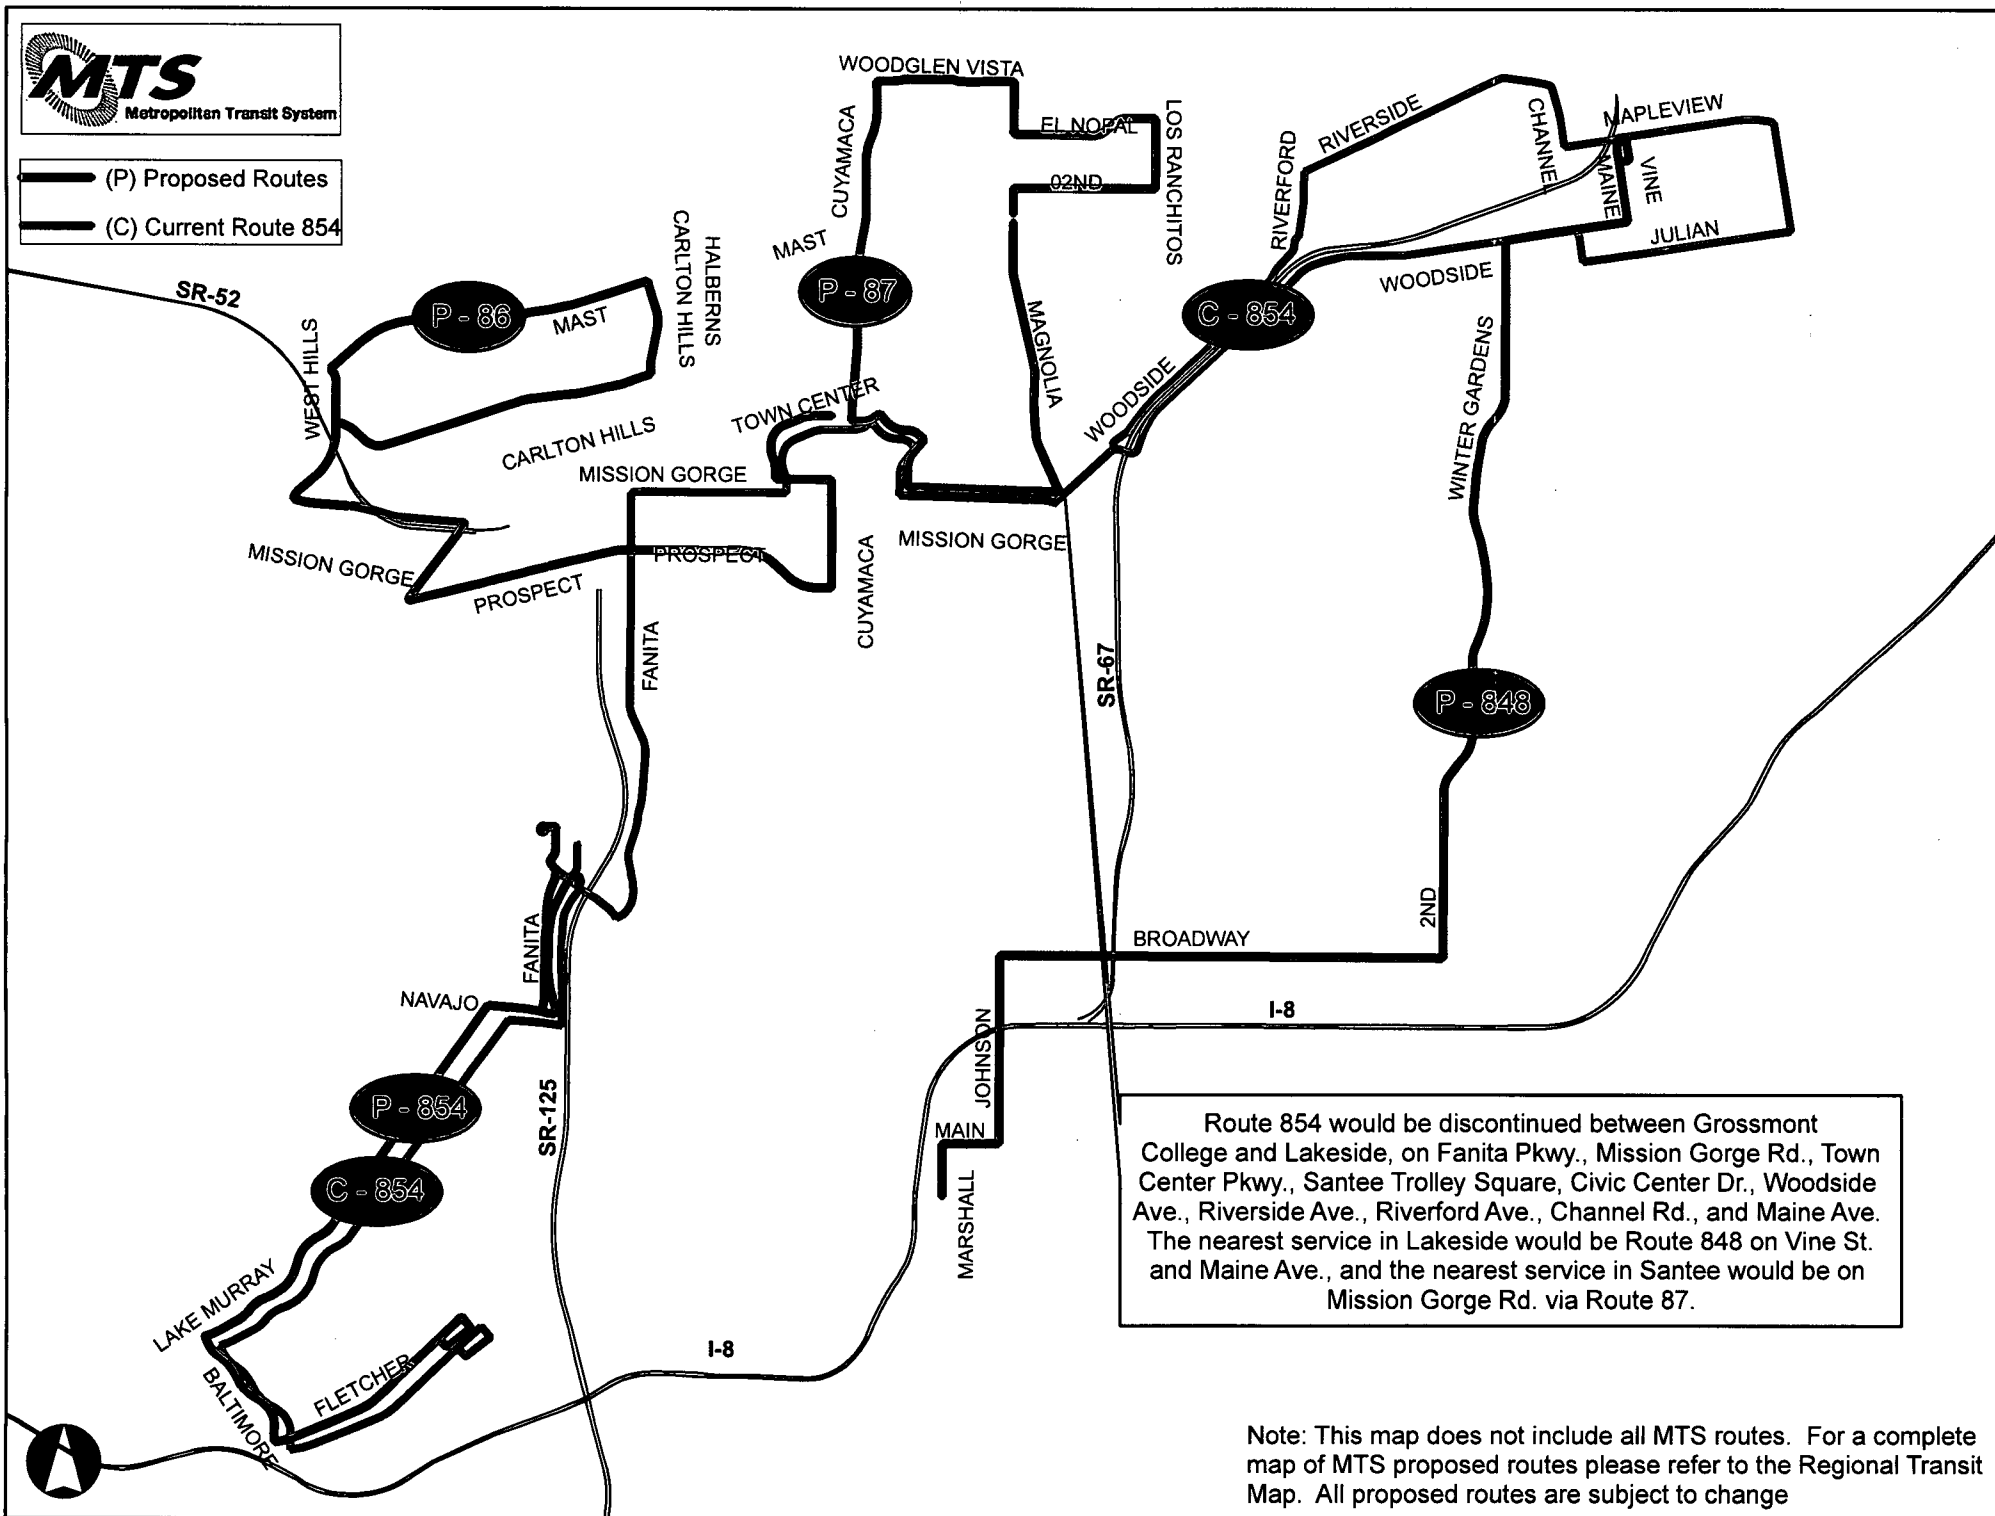 MTS
Metropolitan Transit System
(P) Proposed Routes
(C) Current Route 854
WOODGLEN VISTA
CUYAMACA
EL NOPAL
LOS RANCHITOS
02ND
MAST
P - 87
RIVERFORD
RIVERSIDE
CHANNEL
MAPLEVIEW
MAINE
VINE
JULIAN
WOODSIDE
C - 854
WOODSIDE
WINTER GARDENS
SR-52
WEST HILLS
P - 86
MAST
CARLTON HILLS
HALBERNS
MAGNOLIA
TOWN CENTER
CARLTON HILLS
MISSION GORGE
MISSION GORGE
MISSION GORGE
PROSPECT
PROSPECT
CUYAMACA
FANITA
SR-67
P - 848
2ND
BROADWAY
I-8
FANITA
NAVAJO
P - 854
C - 854
SR-125
JOHNSON
MAIN
MARSHALL
LAKE MURRAY
BALTIMORE
FLETCHER
I-8
Route 854 would be discontinued between Grossmont
College and Lakeside, on Fanita Pkwy., Mission Gorge Rd., Town
Center Pkwy., Santee Trolley Square, Civic Center Dr., Woodside
Ave., Riverside Ave., Riverford Ave., Channel Rd., and Maine Ave.
The nearest service in Lakeside would be Route 848 on Vine St.
and Maine Ave., and the nearest service in Santee would be on
Mission Gorge Rd. via Route 87.
Note: This map does not include all MTS routes. For a complete
map of MTS proposed routes please refer to the Regional Transit
Map. All proposed routes are subject to change